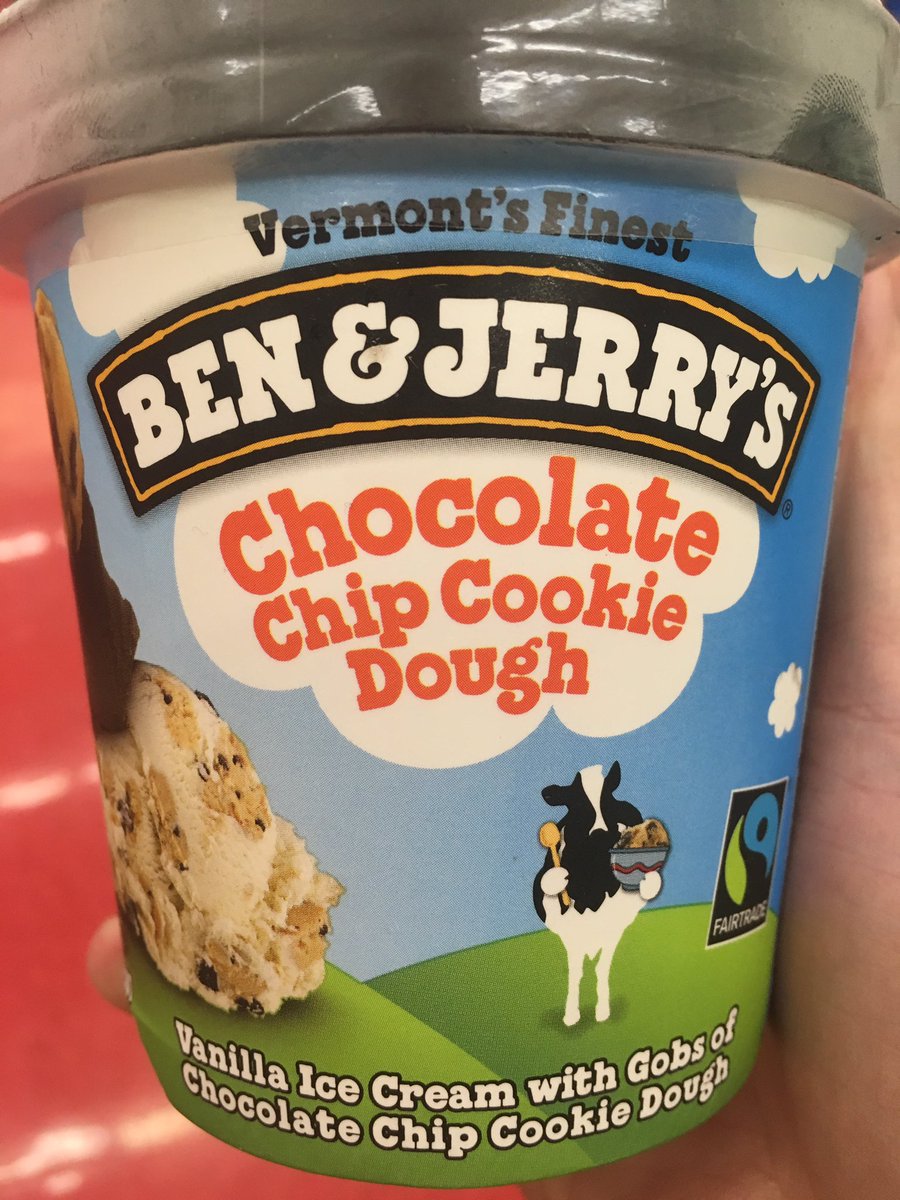 Vermont's Finest
BEN & JERRY'S
®
Chocolate
Chip Cookie
Dough
FAIRTRADE
Vanilla Ice Cream with Gobs of
Chocolate Chip Cookie Dough